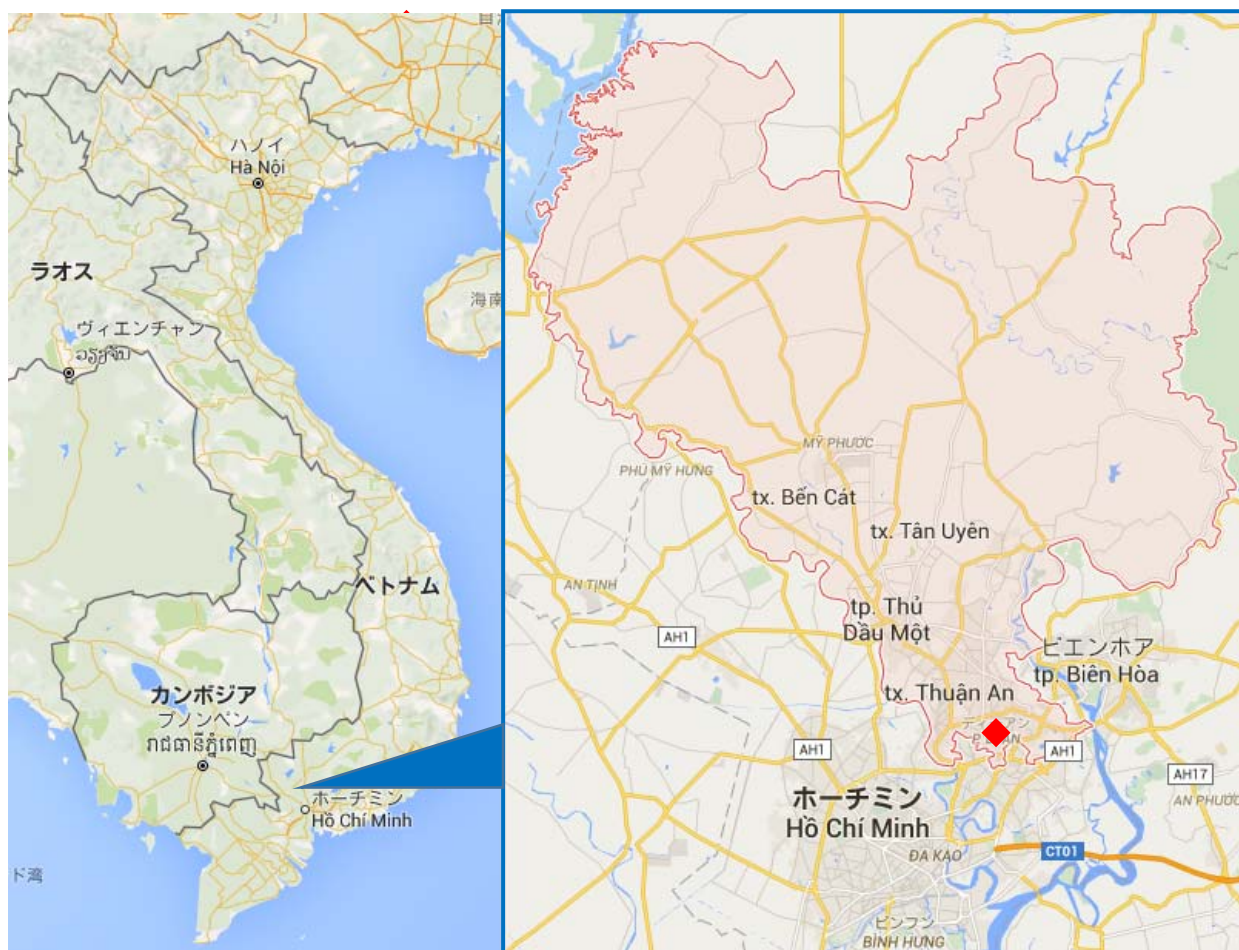 ハノイ
Hà Nội
ラオス
海南
ヴィエンチャン
ວຽງຈັນ
ベトナム
カンボジア
プノンペン
រាជធានីភ្នំពេញ
ホーチミン
Hồ Chí Minh
ド湾
MỸ PHƯỚC
PHÚ MỸ HƯNG
tx. Bến Cát
tx. Tân Uyên
AN TỊNH
tp. Thủ
Dầu Một
AH1
ビエンホア
tp. Biên Hòa
tx. Thuận An
AH1
AH1
AH17
AN PHƯỚC
ホーチミン
Hồ Chí Minh
ĐA KAO
CT01
ビンフン
BÌNH HƯNG